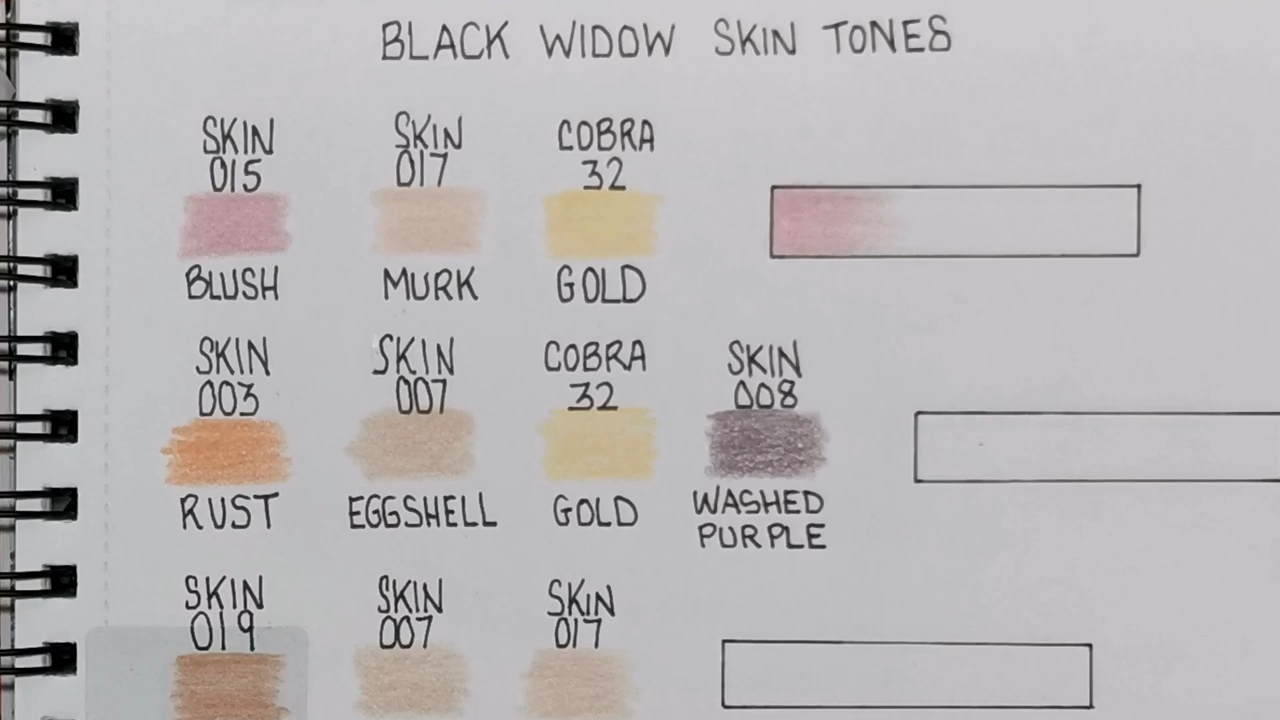 BLACK WIDOW SKIN TONES
SKIN SKIN COBRA
015 017 32
BLUSH MURK GOLD
SKIN SKIN COBRA SKIN
003 007 32 008
RUST EGGSHELL GOLD WASHED
PURPLE
SKIN SKIN SKIN
019 007 017